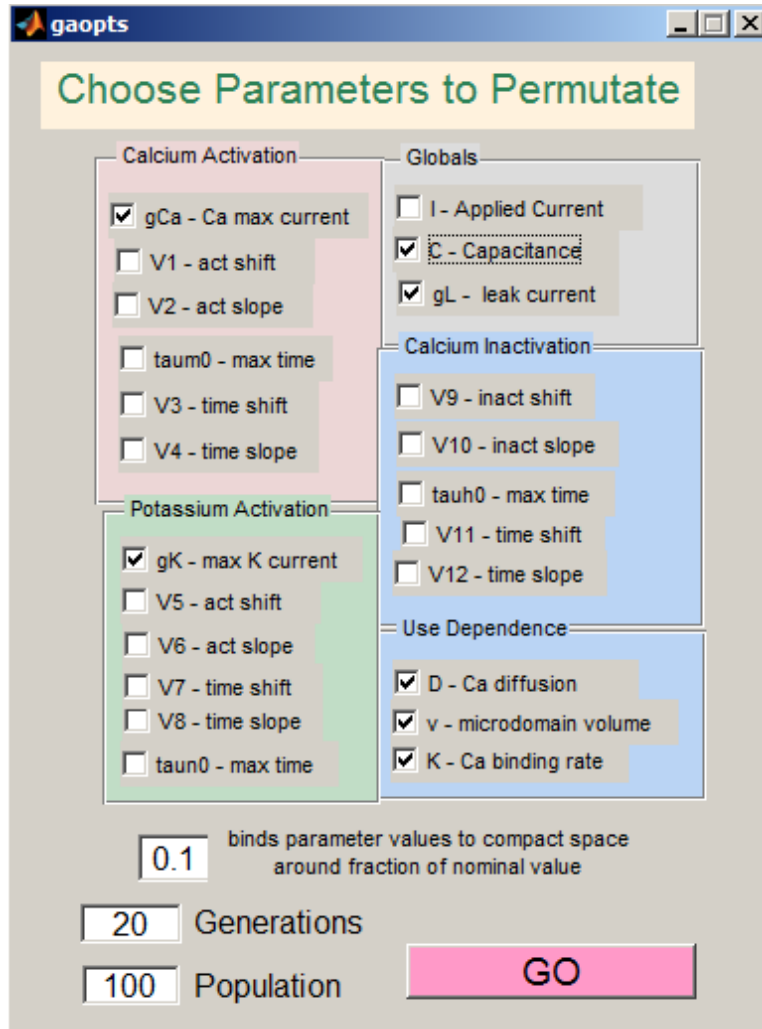 gaopts
Choose Parameters to Permutate
Calcium Activation
gCa - Ca max current
V1 - act shift
V2 - act slope
taum0 - max time
V3 - time shift
V4 - time slope
Globals
I - Applied Current
C - Capacitance
gL - leak current
Calcium Inactivation
V9 - inact shift
V10 - inact slope
tauh0 - max time
V11 - time shift
V12 - time slope
Potassium Activation
gK - max K current
V5 - act shift
V6 - act slope
V7 - time shift
V8 - time slope
taun0 - max time
Use Dependence
D - Ca diffusion
v - microdomain volume
K - Ca binding rate
0.1
binds parameter values to compact space
around fraction of nominal value
20 Generations
100 Population
GO